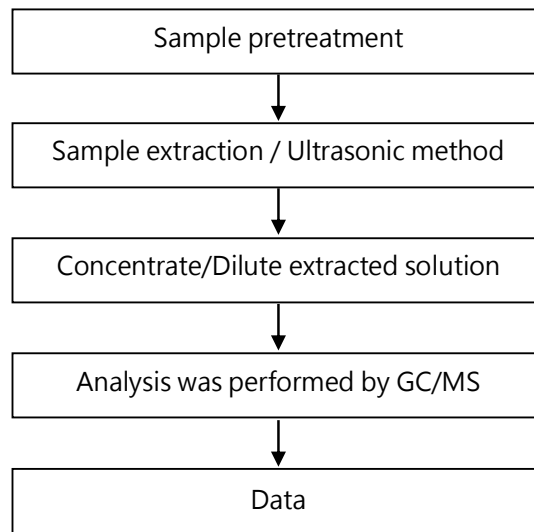 Sample pretreatment
Sample extraction / Ultrasonic method
Concentrate/Dilute extracted solution
Analysis was performed by GC/MS
Data